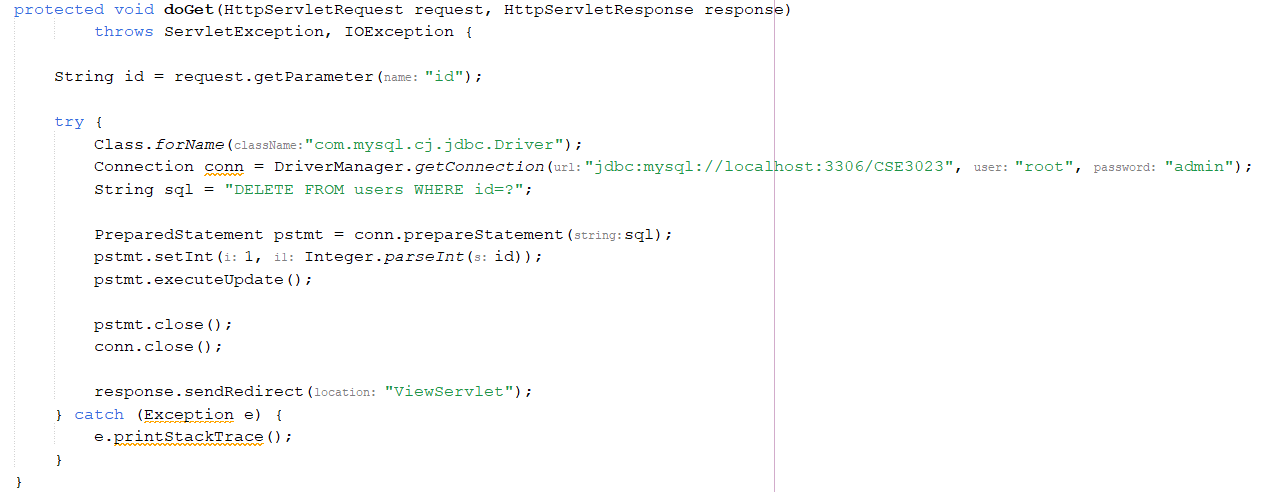 protected void doGet(HttpServletRequest request, HttpServletResponse response)
        throws ServletException, IOException {

    String id = request.getParameter(name: "id");

    try {
        Class.forName(className:"com.mysql.cj.jdbc.Driver");
        Connection conn = DriverManager.getConnection(url:"jdbc:mysql://localhost:3306/CSE3023", user: "root", password: "admin");
        String sql = "DELETE FROM users WHERE id=?";

        PreparedStatement pstmt = conn.prepareStatement(string:sql);
        pstmt.setInt(i: 1, i1: Integer.parseInt(s: id));
        pstmt.executeUpdate();

        pstmt.close();
        conn.close();

        response.sendRedirect(location: "ViewServlet");
    } catch (Exception e) {
        e.printStackTrace();
    }
}